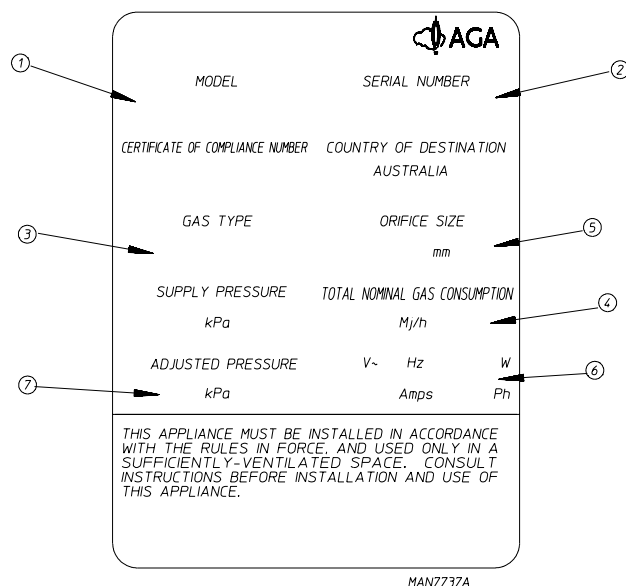 AGA
① ②
MODEL SERIAL NUMBER
CERTIFICATE OF COMPLIANCE NUMBER COUNTRY OF DESTINATION
AUSTRALIA
③ GAS TYPE ORIFICE SIZE ⑤
mm
SUPPLY PRESSURE TOTAL NOMINAL GAS CONSUMPTION ④
kPa Mj/h
ADJUSTED PRESSURE V~ Hz W ⑥
⑦ kPa Amps Ph
THIS APPLIANCE MUST BE INSTALLED IN ACCORDANCE
WITH THE RULES IN FORCE, AND USED ONLY IN A
SUFFICIENTLY-VENTILATED SPACE. CONSULT
INSTRUCTIONS BEFORE INSTALLATION AND USE OF
THIS APPLIANCE.
MAN7737A